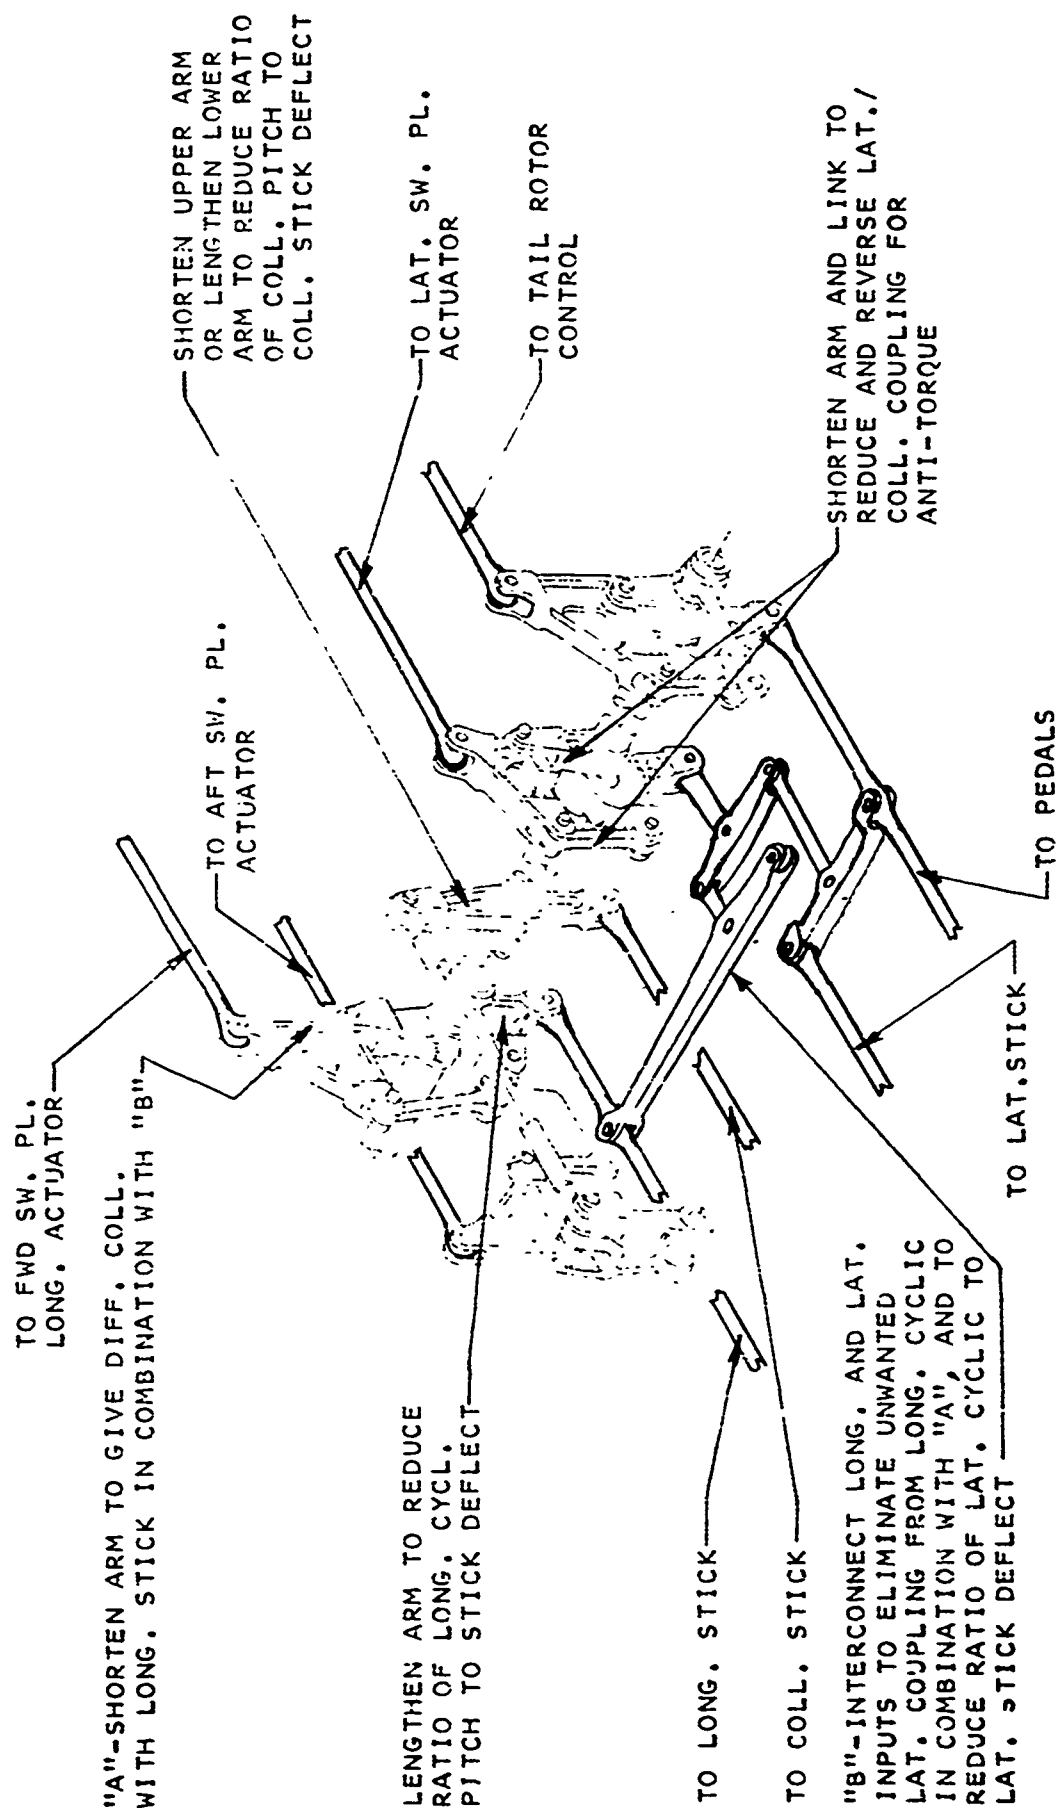 TO FWD SW. PL.
LONG. ACTUATOR
"A"-SHORTEN ARM TO GIVE DIFF. COLL.
WITH LONG. STICK IN COMBINATION WITH "B"
TO AFT SW. PL.
ACTUATOR
SHORTEN UPPER ARM
OR LENGTHEN LOWER
ARM TO REDUCE RATIO
OF COLL. PITCH TO
COLL. STICK DEFLECT
TO LAT. SW. PL.
ACTUATOR
TO TAIL ROTOR
CONTROL
LENGTHEN ARM TO REDUCE
RATIO OF LONG. CYCL.
PITCH TO STICK DEFLECT
TO LONG. STICK
TO COLL. STICK
"B"-INTERCONNECT LONG. AND LAT.
INPUTS TO ELIMINATE UNWANTED
LAT. COUPLING FROM LONG. CYCLIC
IN COMBINATION WITH "A", AND TO
REDUCE RATIO OF LAT. CYCLIC TO
LAT. STICK DEFLECT
TO LAT.STICK
TO PEDALS
SHORTEN ARM AND LINK TO
REDUCE AND REVERSE LAT./
COLL. COUPLING FOR
ANTI-TORQUE